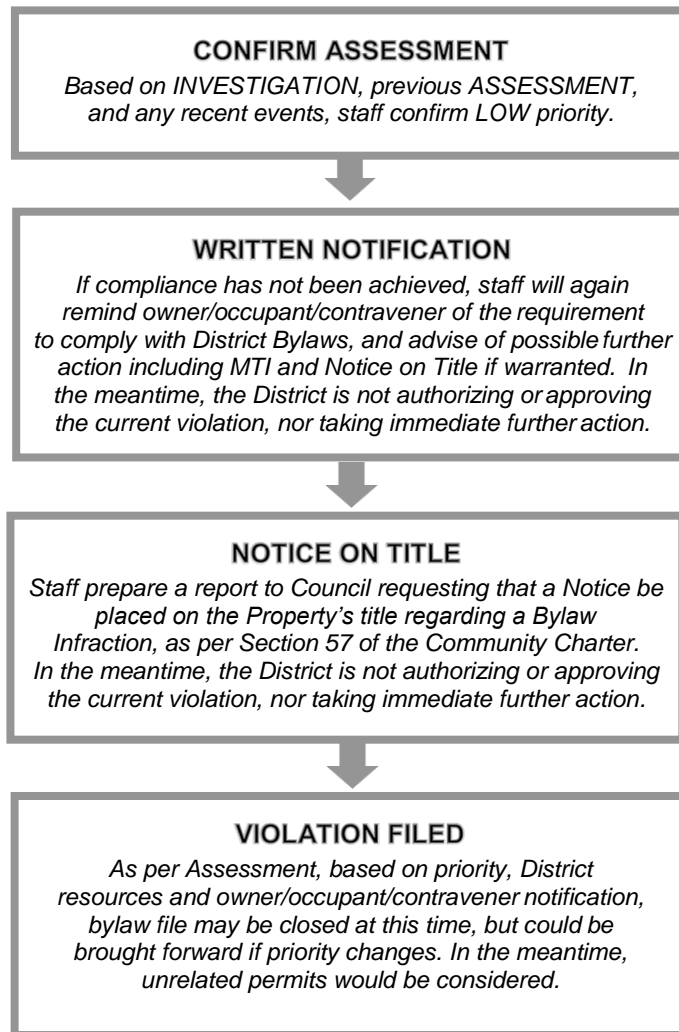 CONFIRM ASSESSMENT
Based on INVESTIGATION, previous ASSESSMENT,
and any recent events, staff confirm LOW priority.
WRITTEN NOTIFICATION
If compliance has not been achieved, staff will again
remind owner/occupant/contravener of the requirement
to comply with District Bylaws, and advise of possible further
action including MTI and Notice on Title if warranted. In
the meantime, the District is not authorizing or approving
the current violation, nor taking immediate further action.
NOTICE ON TITLE
Staff prepare a report to Council requesting that a Notice be
placed on the Property’s title regarding a Bylaw
Infraction, as per Section 57 of the Community Charter.
In the meantime, the District is not authorizing or approving
the current violation, nor taking immediate further action.
VIOLATION FILED
As per Assessment, based on priority, District
resources and owner/occupant/contravener notification,
bylaw file may be closed at this time, but could be
brought forward if priority changes. In the meantime,
unrelated permits would be considered.